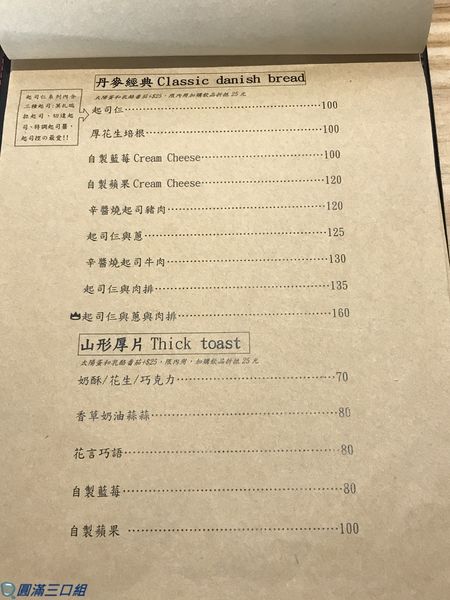 丹麥經典 Classic danish bread
太陽蛋和乳酪番茄+$25，限內用加購飲品折抵25元
起司仨系列內含
三種起司:莫扎瑞
拉起司、切達起
司、特調起司醬，
起司裡の最愛!!
起司仨 100
厚花生培根 100
自製藍莓 Cream Cheese 100
自製蘋果 Cream Cheese 120
辛醬燒起司豬肉 120
起司仨與蔥 125
辛醬燒起司牛肉 130
起司仨與肉排 135
起司仨與蔥與肉排 160
山形厚片 Thick toast
太陽蛋和乳酪番茄+$25，限內用，加購飲品折抵25元
奶酥/花生/巧克力 70
香草奶油蒜蒜 80
花言巧語 80
自製藍莓 80
自製蘋果 100
圓滿三口組